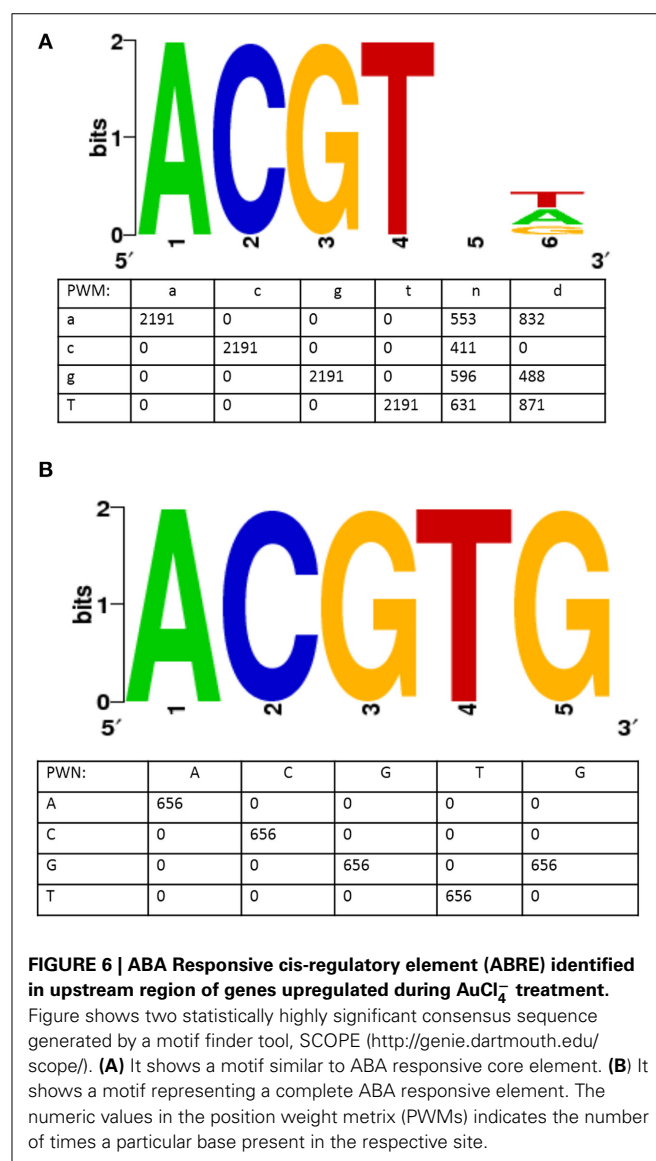 A
2
ACGT
bits
1
TAG
0
1 2 3 4 5 6
5′ 3′
PWM: a c g t n d
a 2191 0 0 0 553 832
c 0 2191 0 0 411 0
g 0 0 2191 0 596 488
T 0 0 0 2191 631 871
B
2
ACGTG
bits
1
0
1 2 3 4 5
5′ 3′
PWN: A C G T G
A 656 0 0 0 0
C 0 656 0 0 0
G 0 0 656 0 656
T 0 0 0 656 0
FIGURE 6 | ABA Responsive cis-regulatory element (ABRE) identified
in upstream region of genes upregulated during AuCl₄⁻ treatment.
Figure shows two statistically highly significant consensus sequence
generated by a motif finder tool, SCOPE (http://genie.dartmouth.edu/
scope/). (A) It shows a motif similar to ABA responsive core element. (B) It
shows a motif representing a complete ABA responsive element. The
numeric values in the position weight metrix (PWMs) indicates the number
of times a particular base present in the respective site.